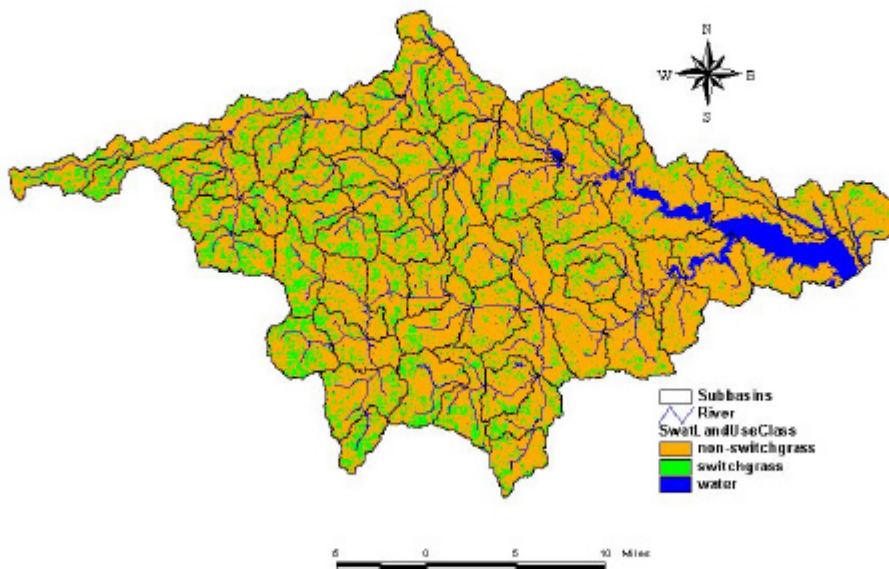 N
W E
S
Subbasins
River
SwatLandUseClass
non-switchgrass
switchgrass
water
5 0 5 10 Miles